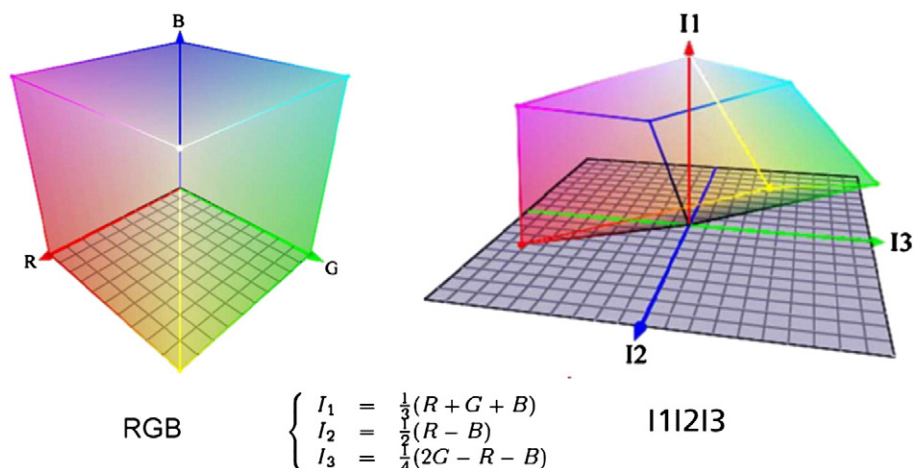 B
R
G
I1
I3
I2
RGB
I₁ = ⅓(R + G + B)
I₂ = ½(R − B)
I₃ = ¼(2G − R − B)
I1I2I3